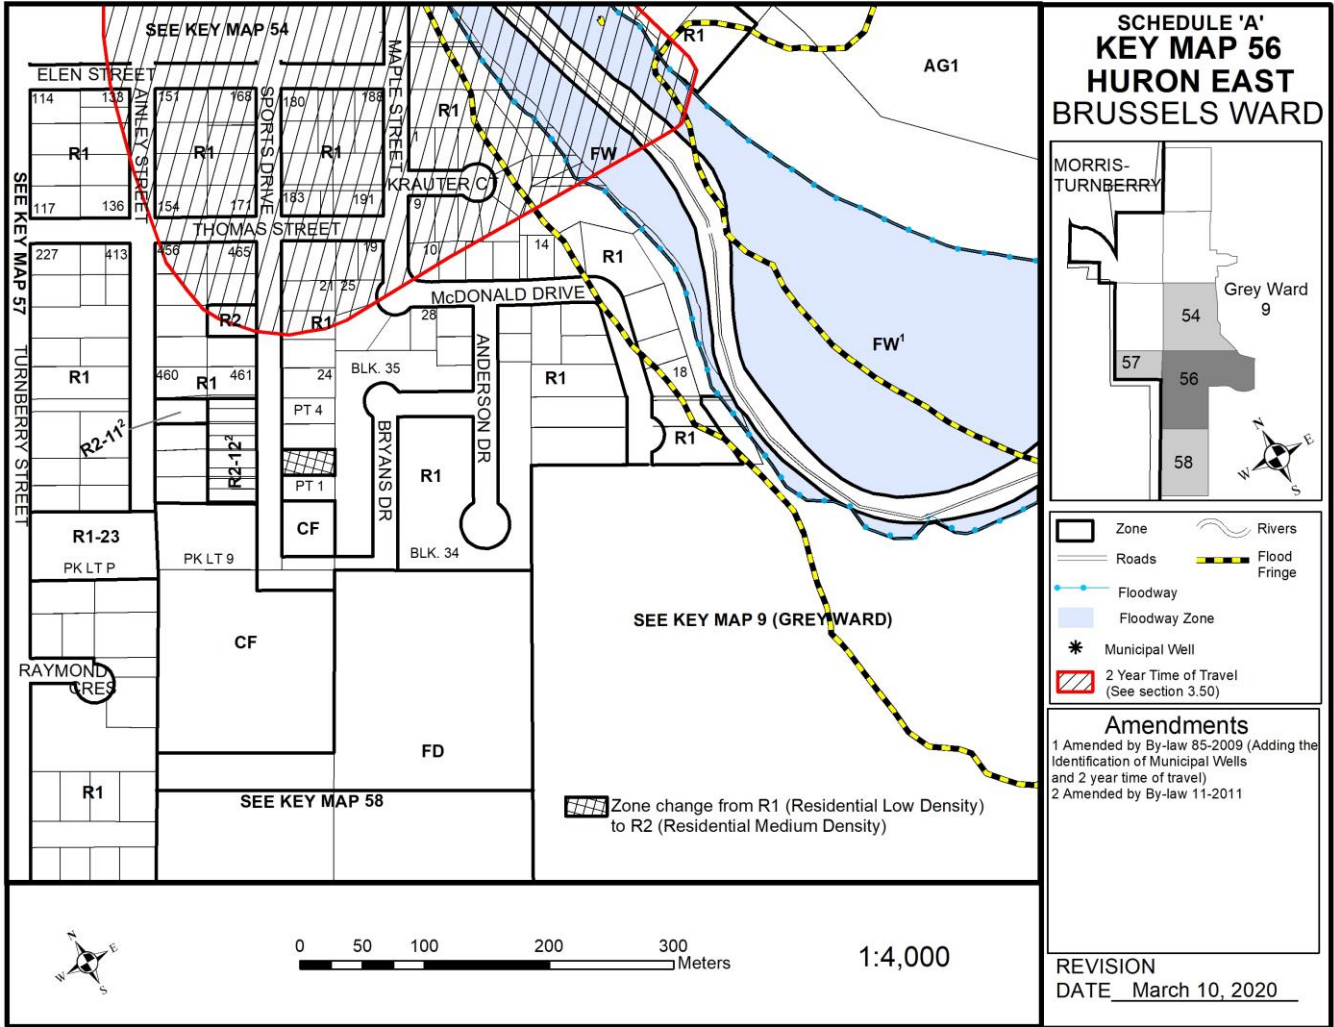 SEE KEY MAP 54
ELEN STREET
114
133
151
168
180
188
AINLEY STREET
SPORTS DRIVE
MAPLE STREET
R1
R1
R1
R1
1
KRAUTER CT
117
136
154
171
183
191
9
THOMAS STREET
R1
AG1
FW
227
413
456
465
19
10
14
R1
21
25
McDONALD DRIVE
R2
R1
28
FW¹
SEE KEY MAP 57
TURNBERRY STREET
R1
460
R1
461
24
BLK. 35
ANDERSON DR
R1
18
PT 4
R2-11²
R2-12²
BRYANS DR
R1
R1
PT 1
CF
R1-23
PK LT P
PK LT 9
BLK. 34
CF
SEE KEY MAP 9 (GREY WARD)
RAYMOND
CRES
FD
R1
SEE KEY MAP 58
Zone change from R1 (Residential Low Density)
to R2 (Residential Medium Density)
N
E
W
S
0
50
100
200
300
Meters
1:4,000
SCHEDULE 'A'
KEY MAP 56
HURON EAST
BRUSSELS WARD
MORRIS-
TURNBERRY
Grey Ward
9
54
57
56
58
N
E
W
S
Zone
Rivers
Roads
Flood
Fringe
Floodway
Floodway Zone
Municipal Well
2 Year Time of Travel
(See section 3.50)
Amendments
1 Amended by By-law 85-2009 (Adding the
Identification of Municipal Wells
and 2 year time of travel)
2 Amended by By-law 11-2011
REVISION
DATE March 10, 2020